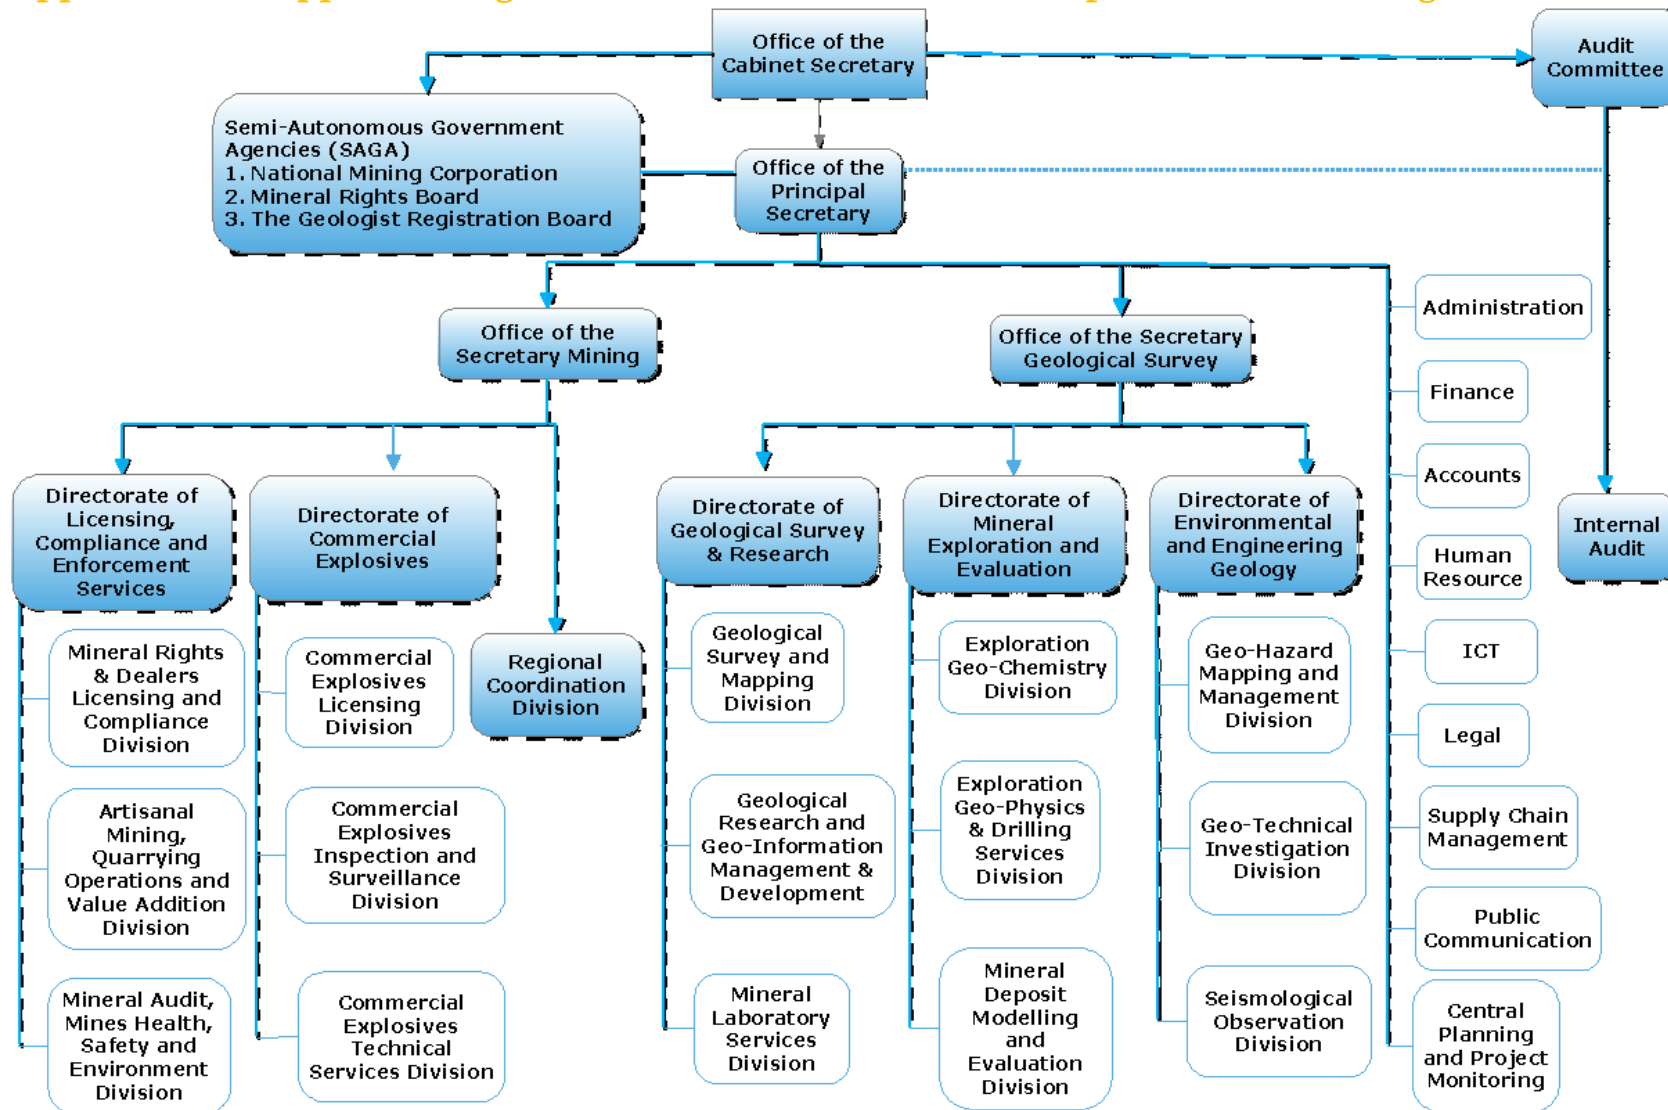 Office of the
Cabinet Secretary
Audit
Committee
Semi-Autonomous Government
Agencies (SAGA)
1. National Mining Corporation
2. Mineral Rights Board
3. The Geologist Registration Board
Office of the
Principal
Secretary
Office of the
Secretary Mining
Office of the Secretary
Geological Survey
Directorate of
Licensing,
Compliance and
Enforcement
Services
Mineral Rights
& Dealers
Licensing and
Compliance
Division
Artisanal
Mining,
Quarrying
Operations and
Value Addition
Division
Mineral Audit,
Mines Health,
Safety and
Environment
Division
Directorate of
Commercial
Explosives
Commercial
Explosives
Licensing
Division
Commercial
Explosives
Inspection and
Surveillance
Division
Commercial
Explosives
Technical
Services Division
Regional
Coordination
Division
Directorate of
Geological Survey
& Research
Geological
Survey and
Mapping
Division
Geological
Research and
Geo-Information
Management &
Development
Mineral
Laboratory
Services
Division
Directorate of
Mineral
Exploration and
Evaluation
Exploration
Geo-Chemistry
Division
Exploration
Geo-Physics
& Drilling
Services
Division
Mineral
Deposit
Modelling
and
Evaluation
Division
Directorate of
Environmental
and Engineering
Geology
Geo-Hazard
Mapping and
Management
Division
Geo-Technical
Investigation
Division
Seismological
Observation
Division
Administration
Finance
Accounts
Human
Resource
ICT
Legal
Supply Chain
Management
Public
Communication
Central
Planning
and Project
Monitoring
Internal
Audit